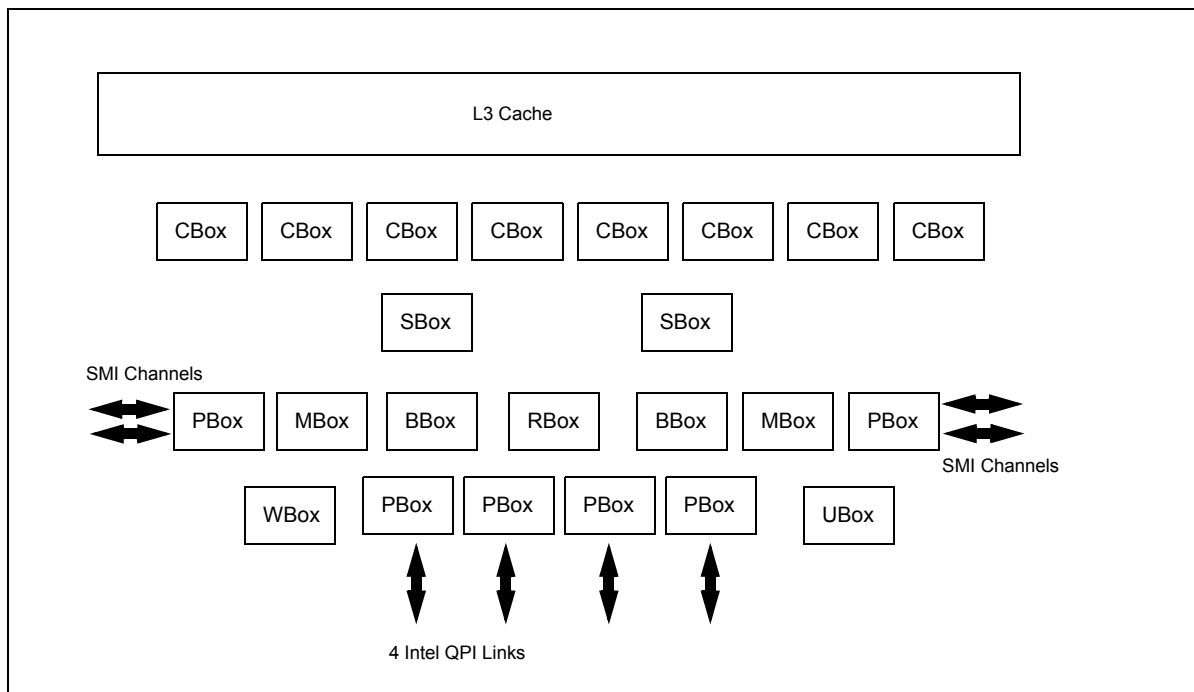 L3 Cache
CBox CBox CBox CBox CBox CBox CBox CBox
SBox SBox
SMI Channels
PBox MBox BBox RBox BBox MBox PBox
SMI Channels
WBox PBox PBox PBox PBox UBox
4 Intel QPI Links